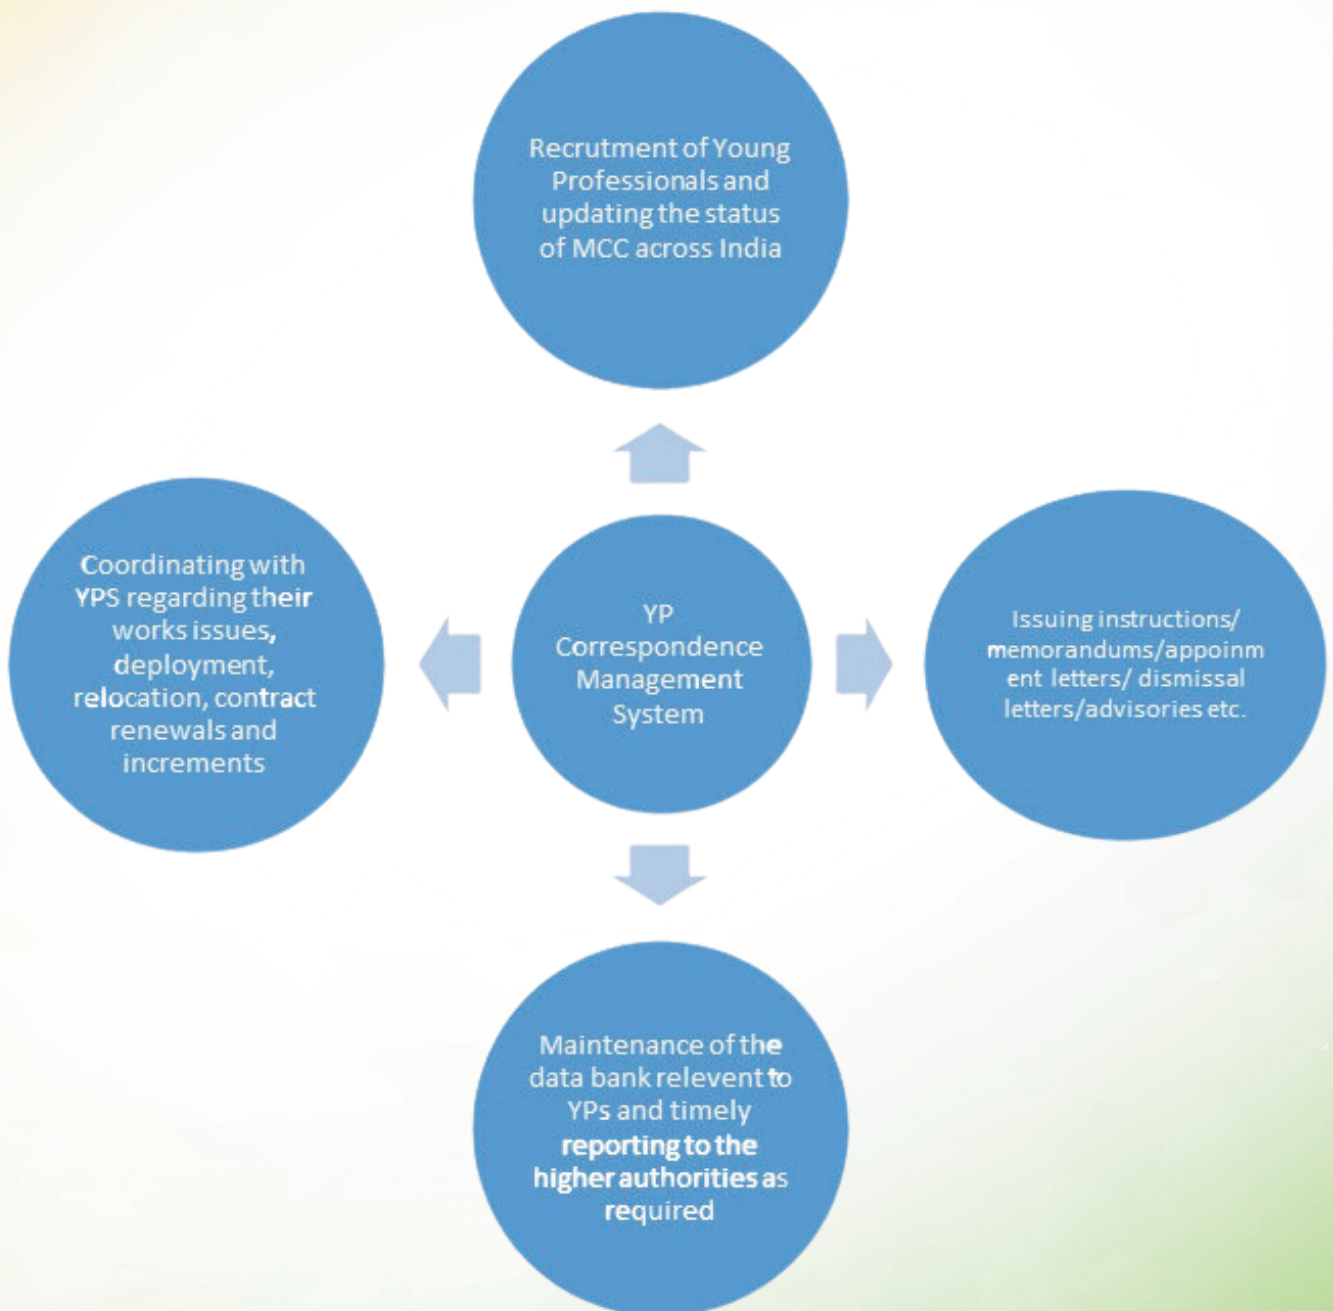 Recrutment of Young
Professionals and
updating the status
of MCC across India
Coordinating with
YPS regarding their
works issues,
deployment,
relocation, contract
renewals and
increments
YP
Correspondence
Management
System
Issuing instructions/
memorandums/appoinm
ent letters/ dismissal
letters/advisories etc.
Maintenance of the
data bank relevent to
YPs and timely
reporting to the
higher authorities as
required